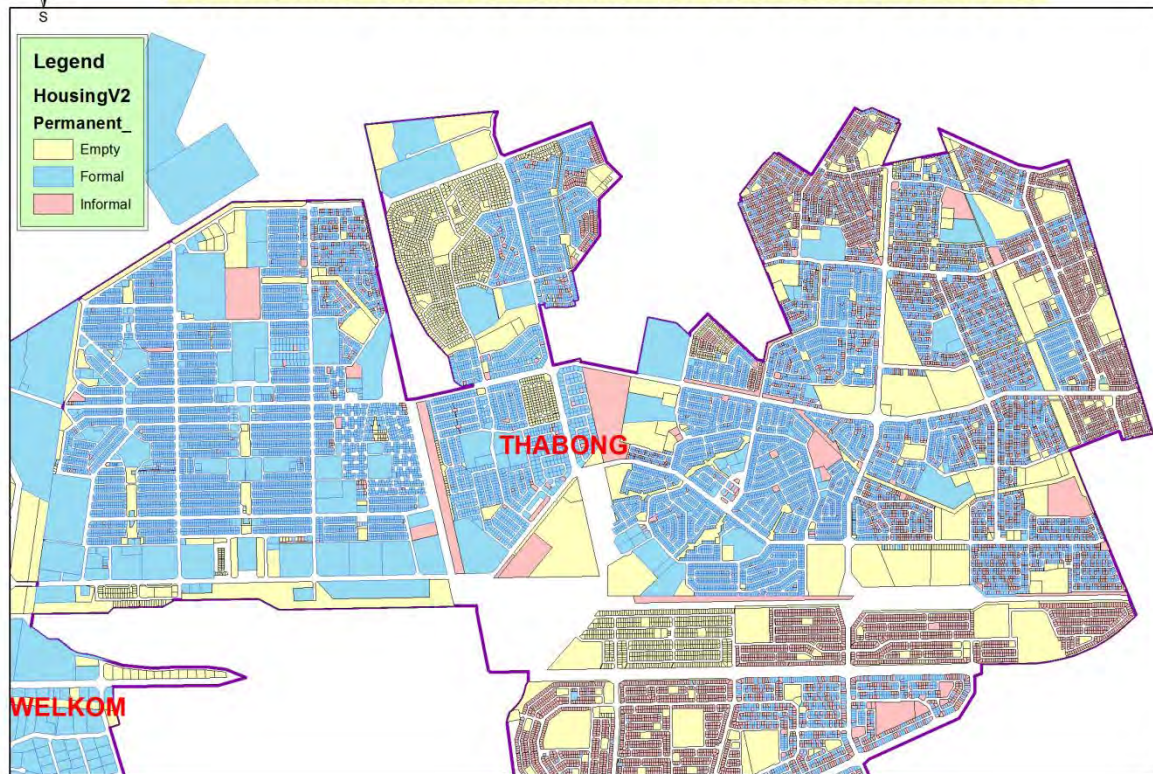 S
Legend
HousingV2
Permanent_
Empty
Formal
Informal
THABONG
WELKOM